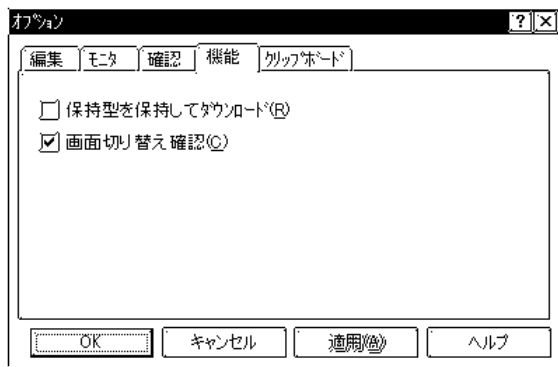 ｵﾌﾟｼｮﾝ
編集 ﾓﾆﾀ 確認 機能 ｸﾘｯﾌﾟﾎﾞｰﾄﾞ
保持型を保持してﾀﾞｳﾝﾛｰﾄﾞ(R)
画面切り替え確認(C)
OK キャンセル 適用(A) ヘルプ